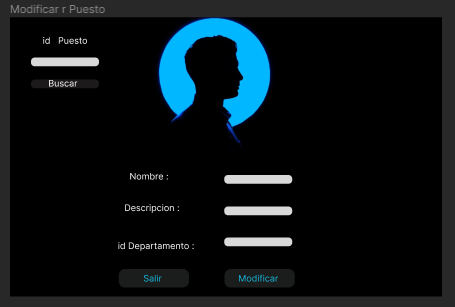 Modificar r Puesto
id Puesto
Buscar
Nombre :
Descripcion :
id Departamento :
Salir
Modificar